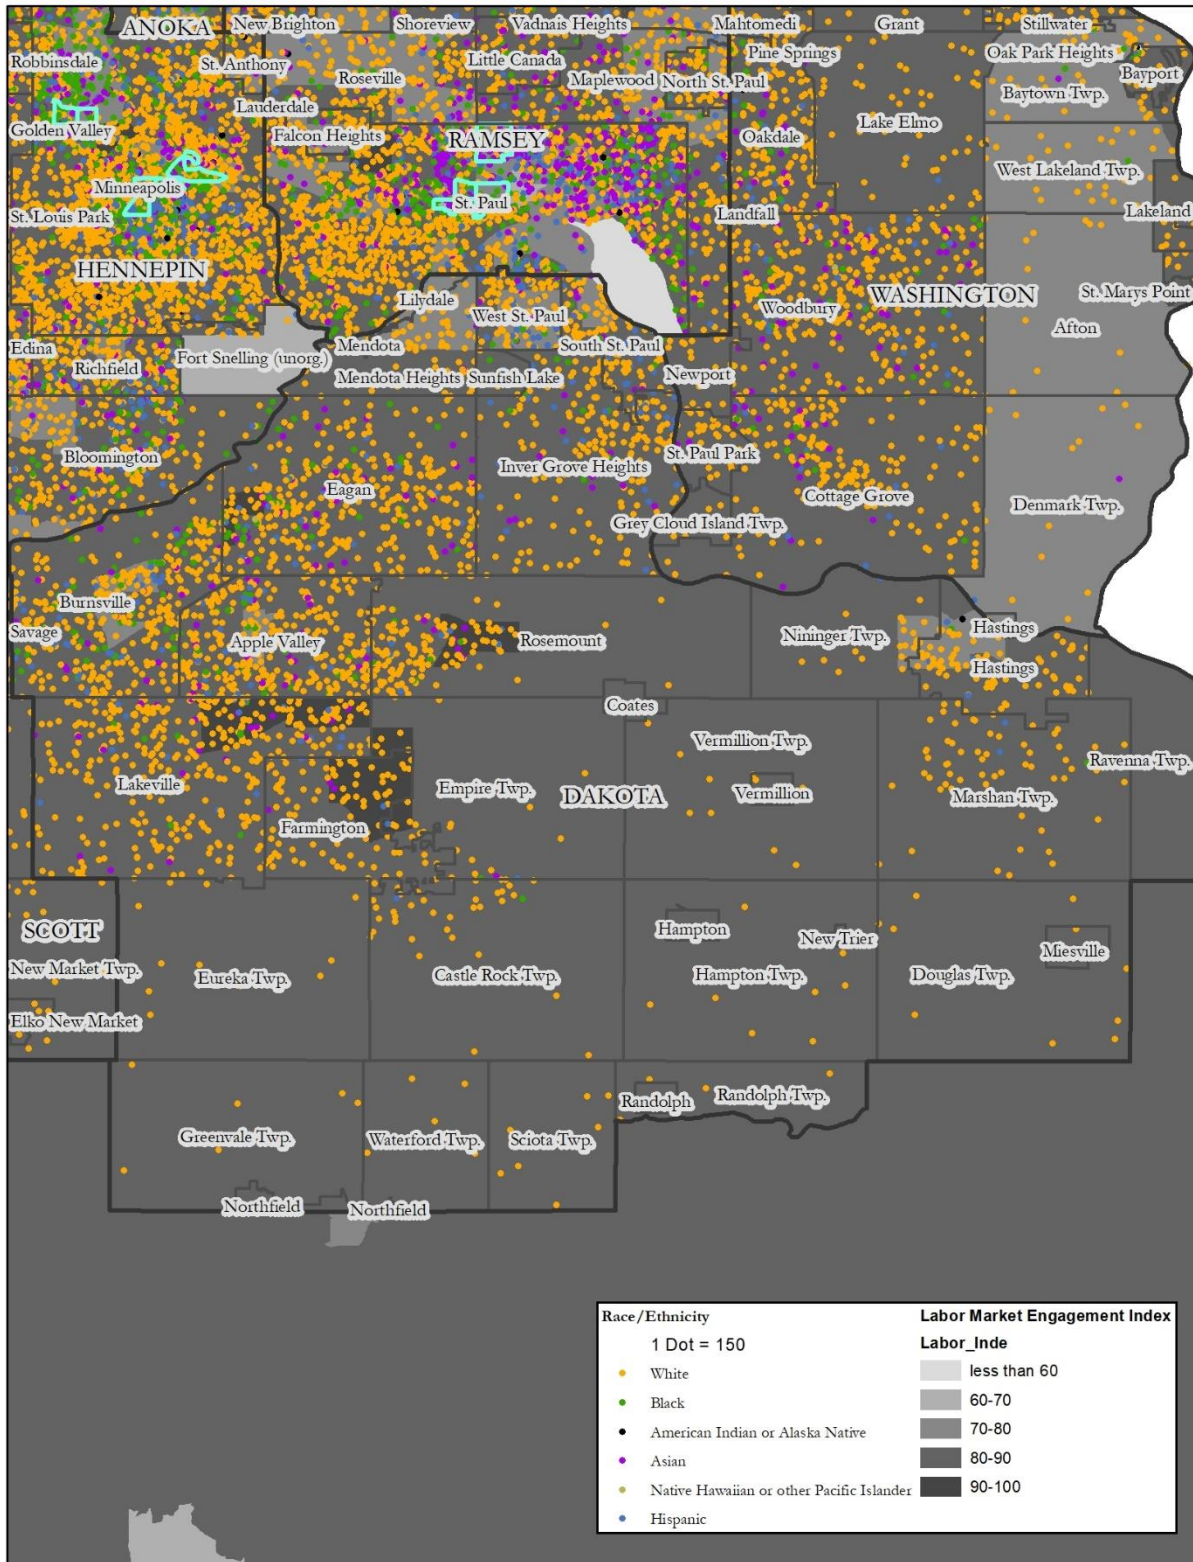 ANOKA
New Brighton
Shoreview
Vadnais Heights
Mahtomedi
Grant
Stillwater
Robbinsdale
St. Anthony
Roseville
Little Canada
Maplewood
North St. Paul
Pine Springs
Oak Park Heights
Bayport
Baytown Twp.
Lauderdale
Golden Valley
Falcon Heights
RAMSEY
Oakdale
Lake Elmo
West Lakeland Twp.
Minneapolis
St. Paul
St. Louis Park
Landfall
Lakeland
HENNEPIN
Lilydale
West St. Paul
Woodbury
WASHINGTON
St. Marys Point
Afton
Edina
Richfield
Fort Snelling (unorg.)
Mendota
South St. Paul
Mendota Heights
Sunfish Lake
Newport
Bloomington
Inver Grove Heights
St. Paul Park
Eagan
Cottage Grove
Grey Cloud Island Twp.
Denmark Twp.
Burnsville
Savage
Apple Valley
Rosemount
Nininger Twp.
Hastings
Hastings
Coates
Vermillion Twp.
Lakeville
Empire Twp.
DAKOTA
Vermillion
Marshan Twp.
Ravenna Twp.
Farmington
SCOTT
Hampton
New Trier
Miesville
New Market Twp.
Eureka Twp.
Castle Rock Twp.
Hampton Twp.
Douglas Twp.
Elko New Market
Randolph
Randolph Twp.
Greenvale Twp.
Waterford Twp.
Sciota Twp.
Northfield
Northfield
Race/Ethnicity
1 Dot = 150
White
Black
American Indian or Alaska Native
Asian
Native Hawaiian or other Pacific Islander
Hispanic
Labor Market Engagement Index
Labor_Inde
less than 60
60-70
70-80
80-90
90-100